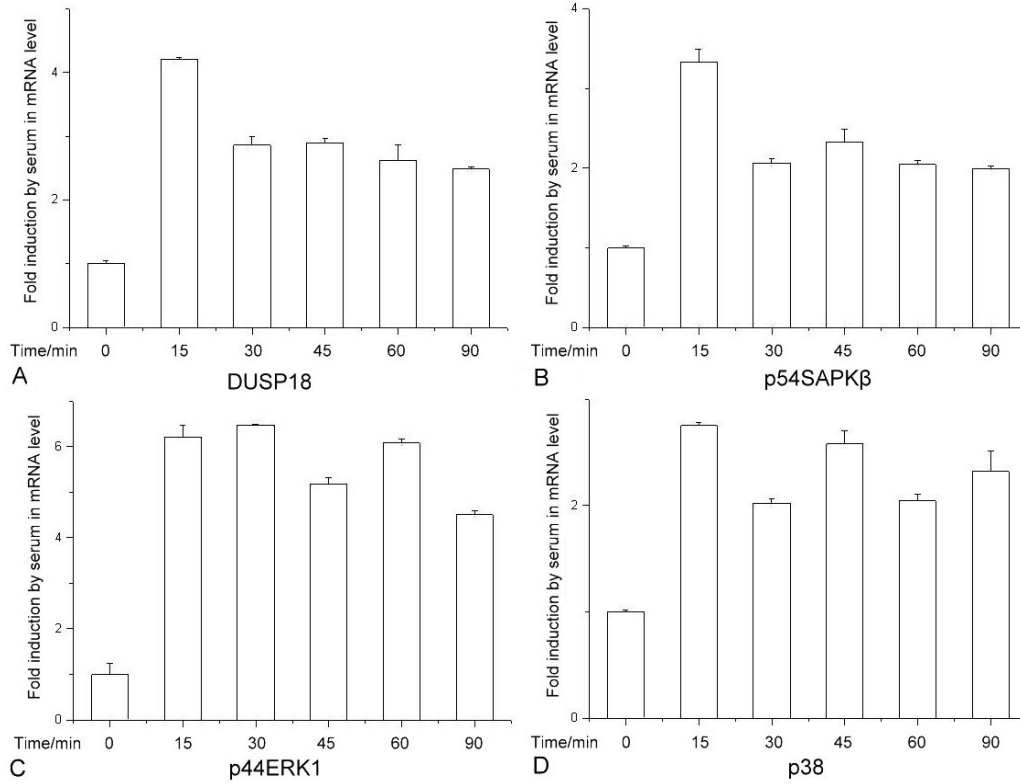 Fold induction by serum in mRNA level
4
2
0
Time/min 0 15 30 45 60 90
A
DUSP18
Fold induction by serum in mRNA level
4
2
0
Time/min 0 15 30 45 60 90
B
p54SAPKβ
Fold induction by serum in mRNA level
6
4
2
0
Time/min 0 15 30 45 60 90
C
p44ERK1
Fold induction by serum in mRNA level
2
0
Time/min 0 15 30 45 60 90
D
p38